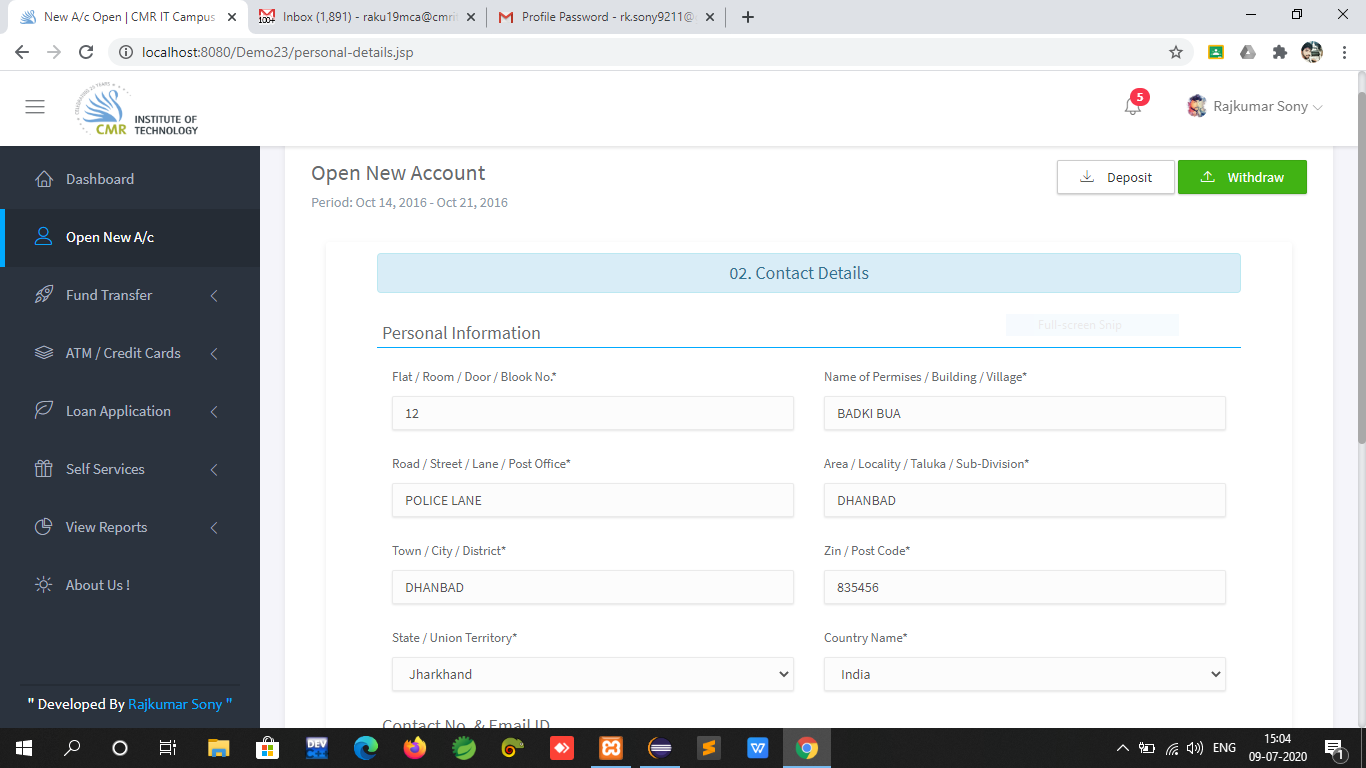 New A/c Open | CMR IT Campus
Inbox (1,891) - raku19mca@cmrit
Profile Password - rk.sony9211@g
localhost:8080/Demo23/personal-details.jsp
CMR INSTITUTE OF TECHNOLOGY
5
Rajkumar Sony
Dashboard
Open New A/c
Fund Transfer
ATM / Credit Cards
Loan Application
Self Services
View Reports
About Us !
" Developed By Rajkumar Sony "
Open New Account
Period: Oct 14, 2016 - Oct 21, 2016
Deposit
Withdraw
02. Contact Details
Full-screen Snip
Personal Information
Flat / Room / Door / Blook No.*
Name of Permises / Building / Village*
12
BADKI BUA
Road / Street / Lane / Post Office*
Area / Locality / Taluka / Sub-Division*
POLICE LANE
DHANBAD
Town / City / District*
Zin / Post Code*
DHANBAD
835456
State / Union Territory*
Country Name*
Jharkhand
India
Contact No. & Email ID
DEV
ENG
15:04
09-07-2020
1